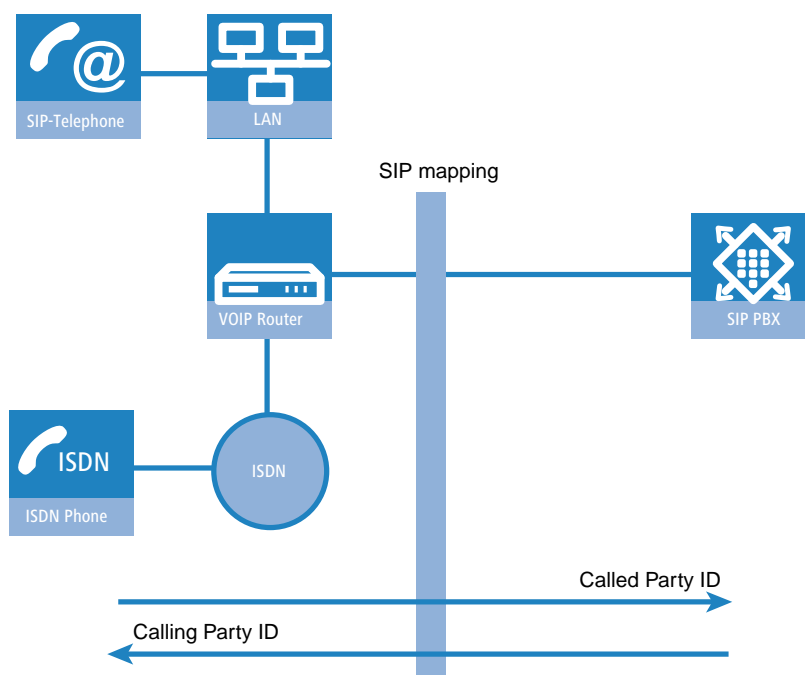 @
SIP-Telephone
LAN
SIP mapping
VOIP Router
SIP PBX
ISDN
ISDN Phone
ISDN
Called Party ID
Calling Party ID